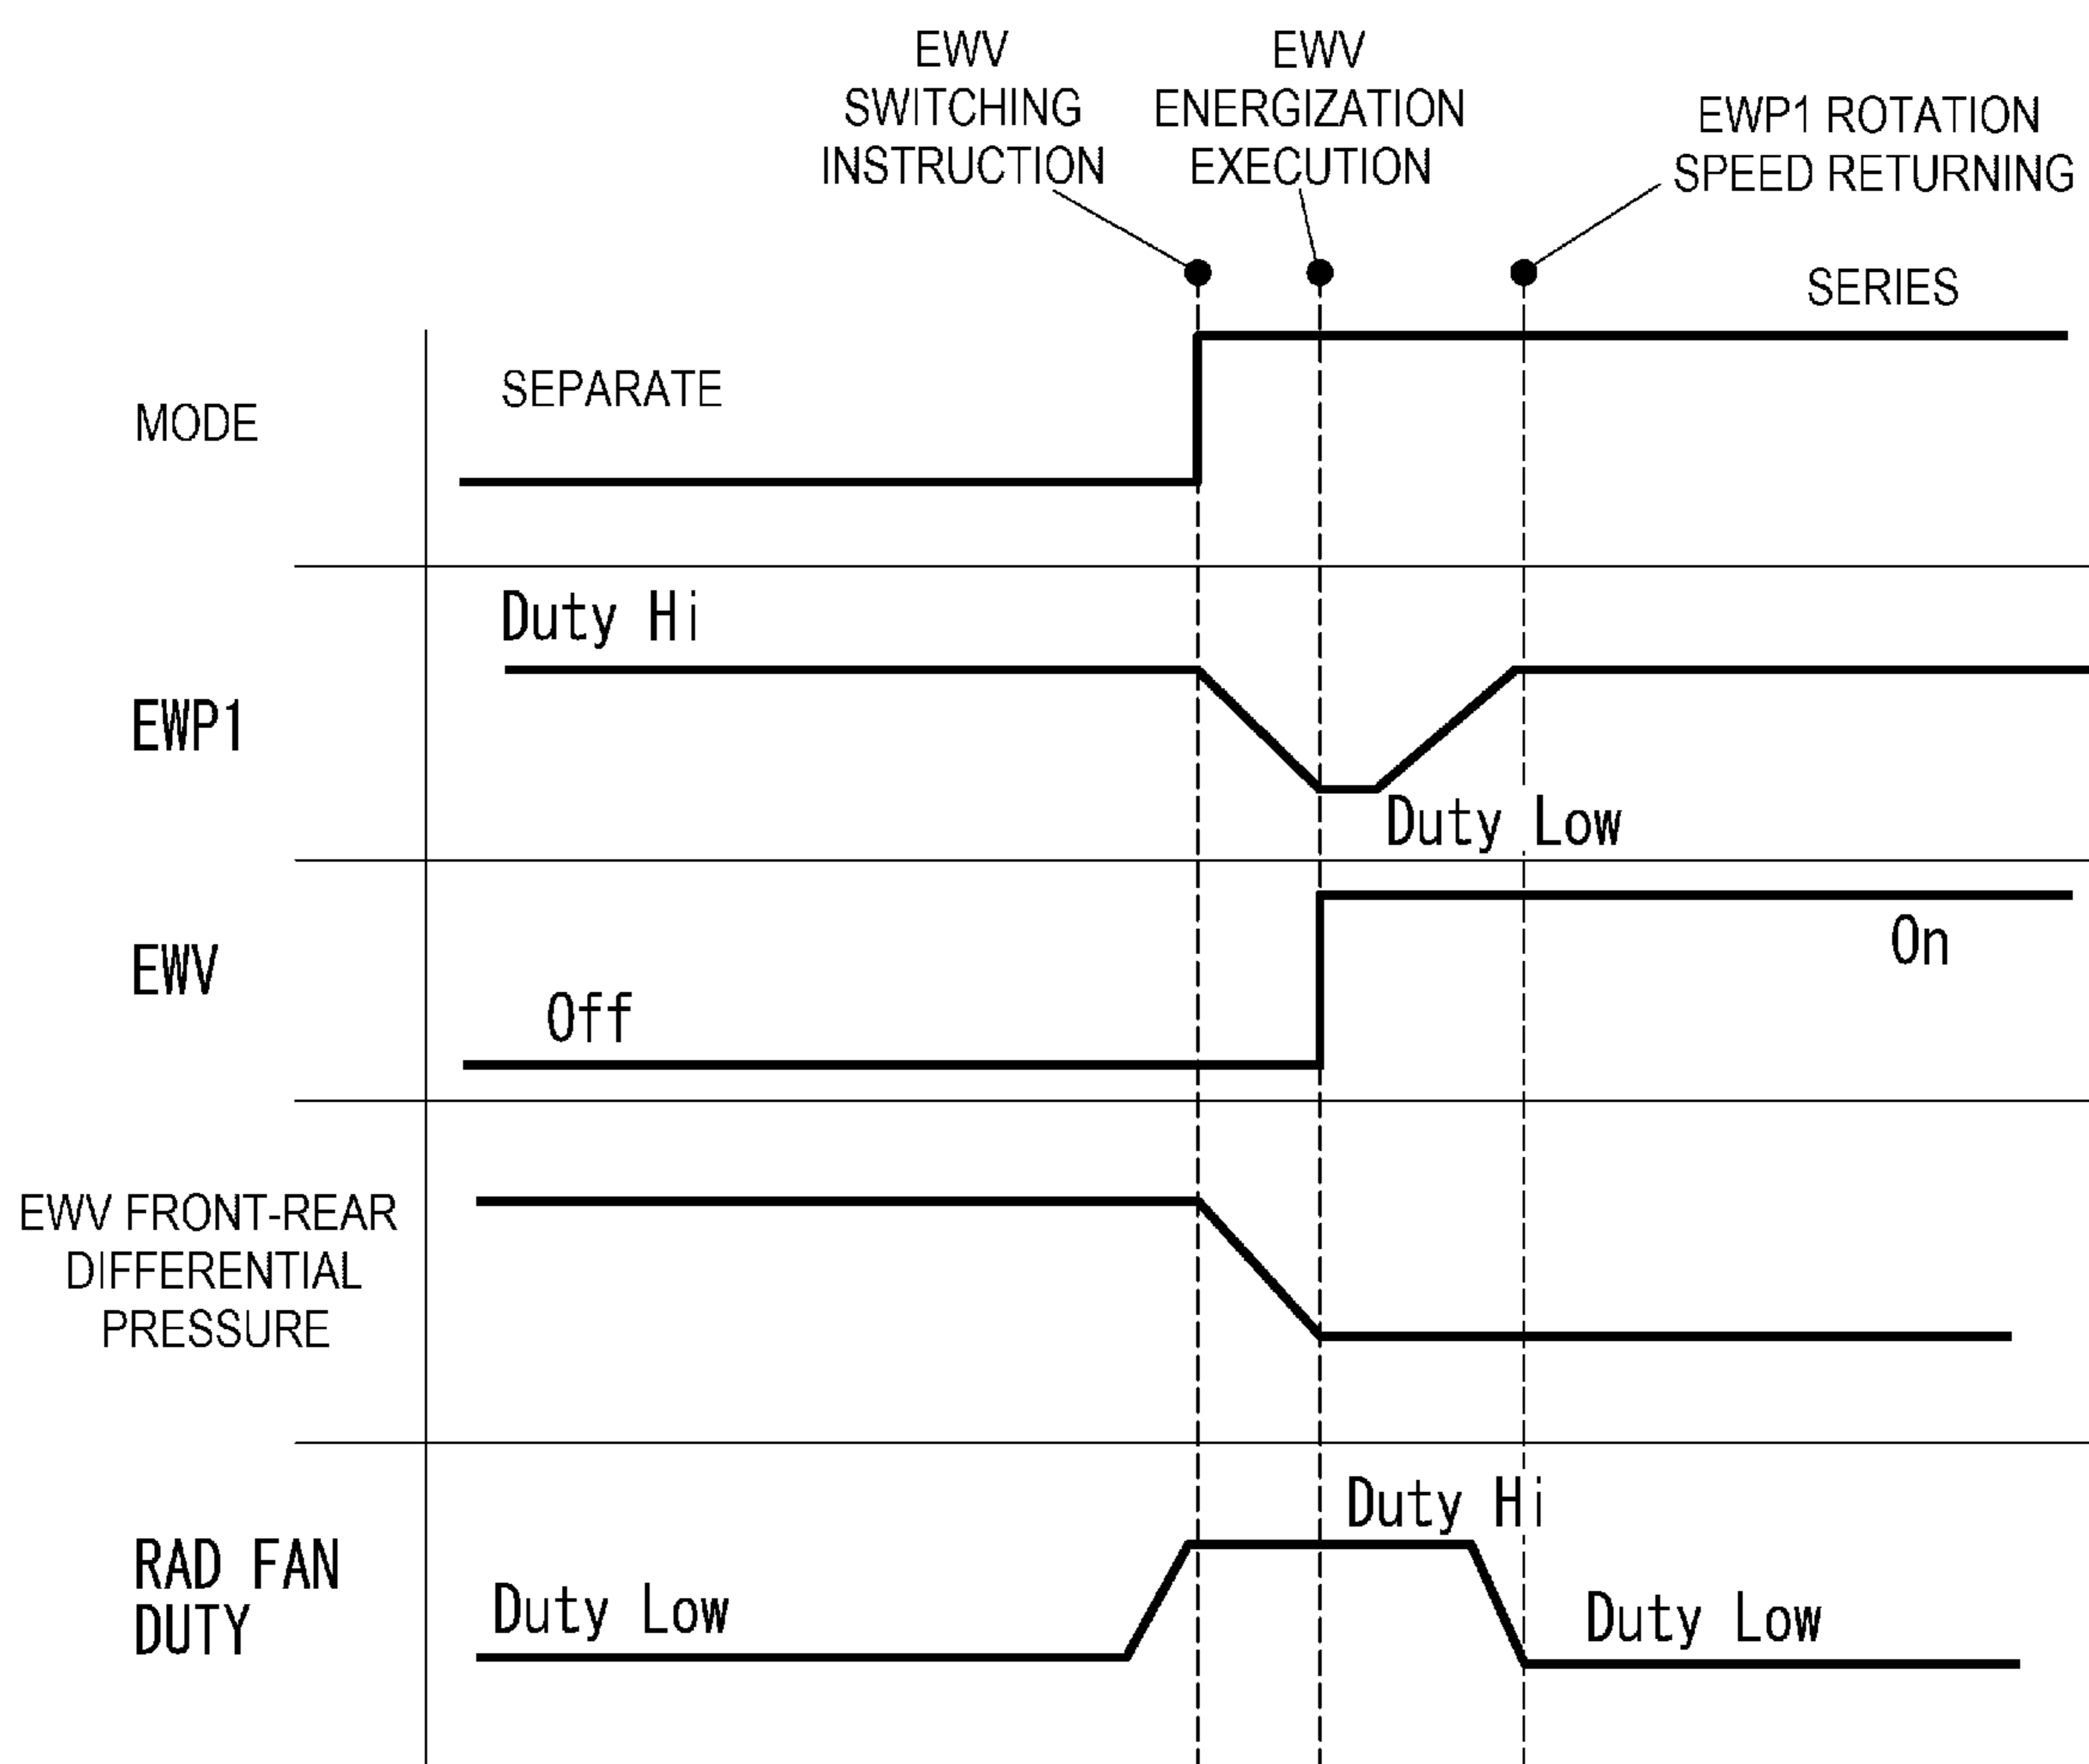 EWV
SWITCHING
INSTRUCTION
EWV
ENERGIZATION
EXECUTION
EWP1 ROTATION
SPEED RETURNING
SERIES
SEPARATE
MODE
Duty Hi
EWP1
Duty Low
EWV
On
Off
EWV FRONT-REAR
DIFFERENTIAL
PRESSURE
Duty Hi
RAD FAN
DUTY
Duty Low
Duty Low